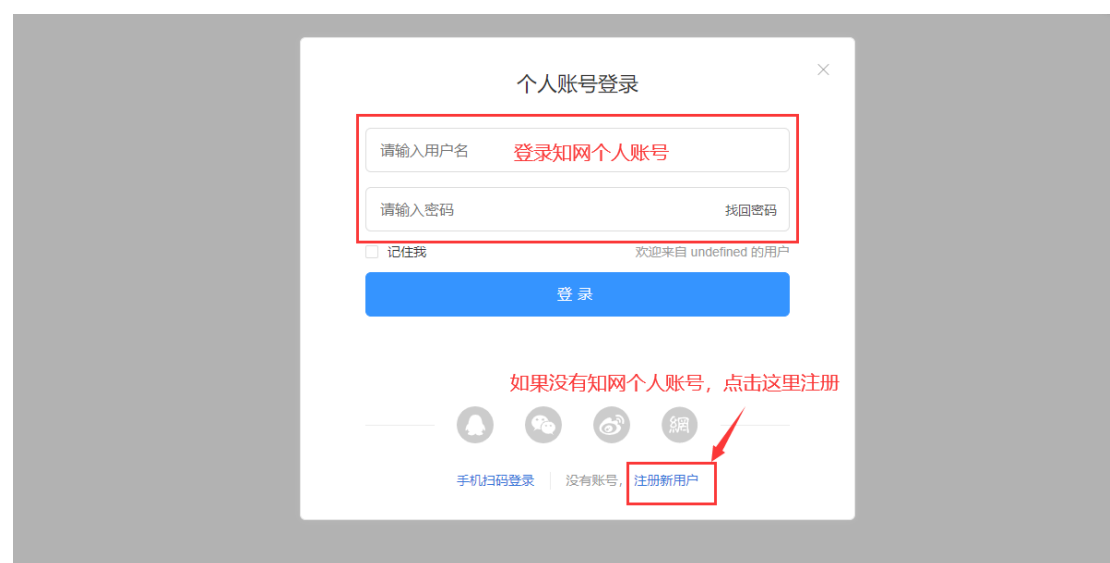 个人账号登录
请输入用户名 登录知网个人账号
请输入密码 找回密码
记住我 欢迎来自 undefined 的用户
登 录
如果没有知网个人账号，点击这里注册
網
手机扫码登录 没有账号, 注册新用户